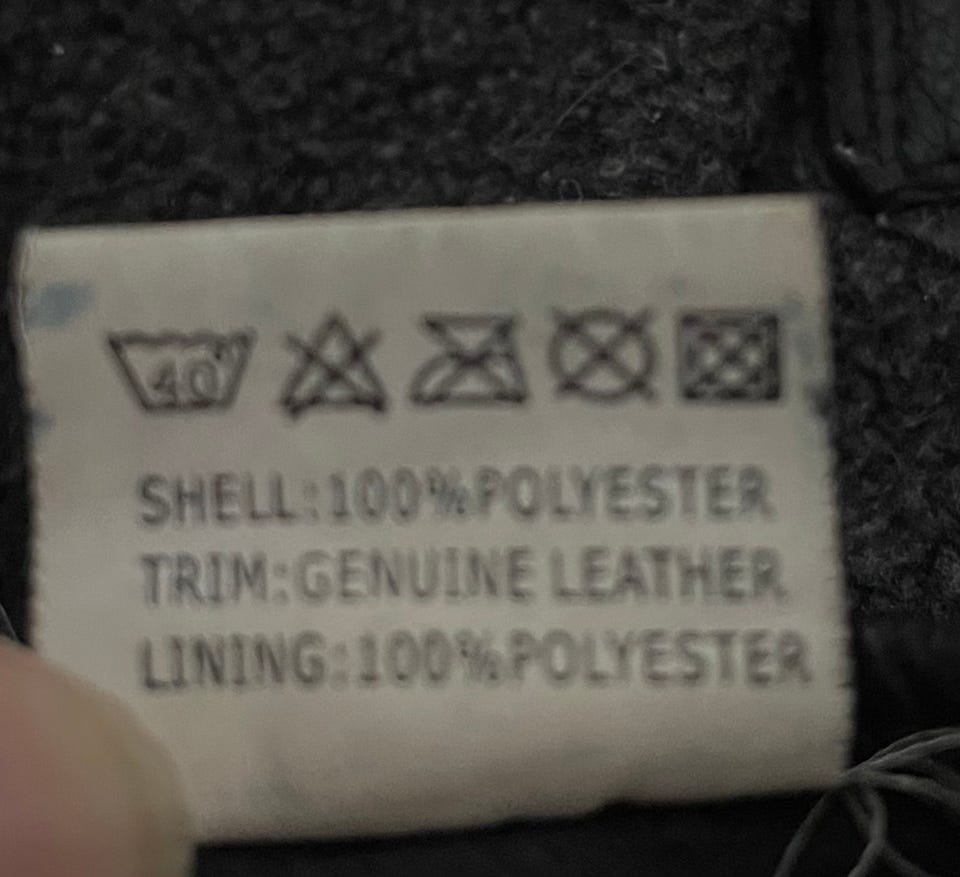 40°
SHELL:100%POLYESTER
TRIM:GENUINE LEATHER
LINING:100%POLYESTER